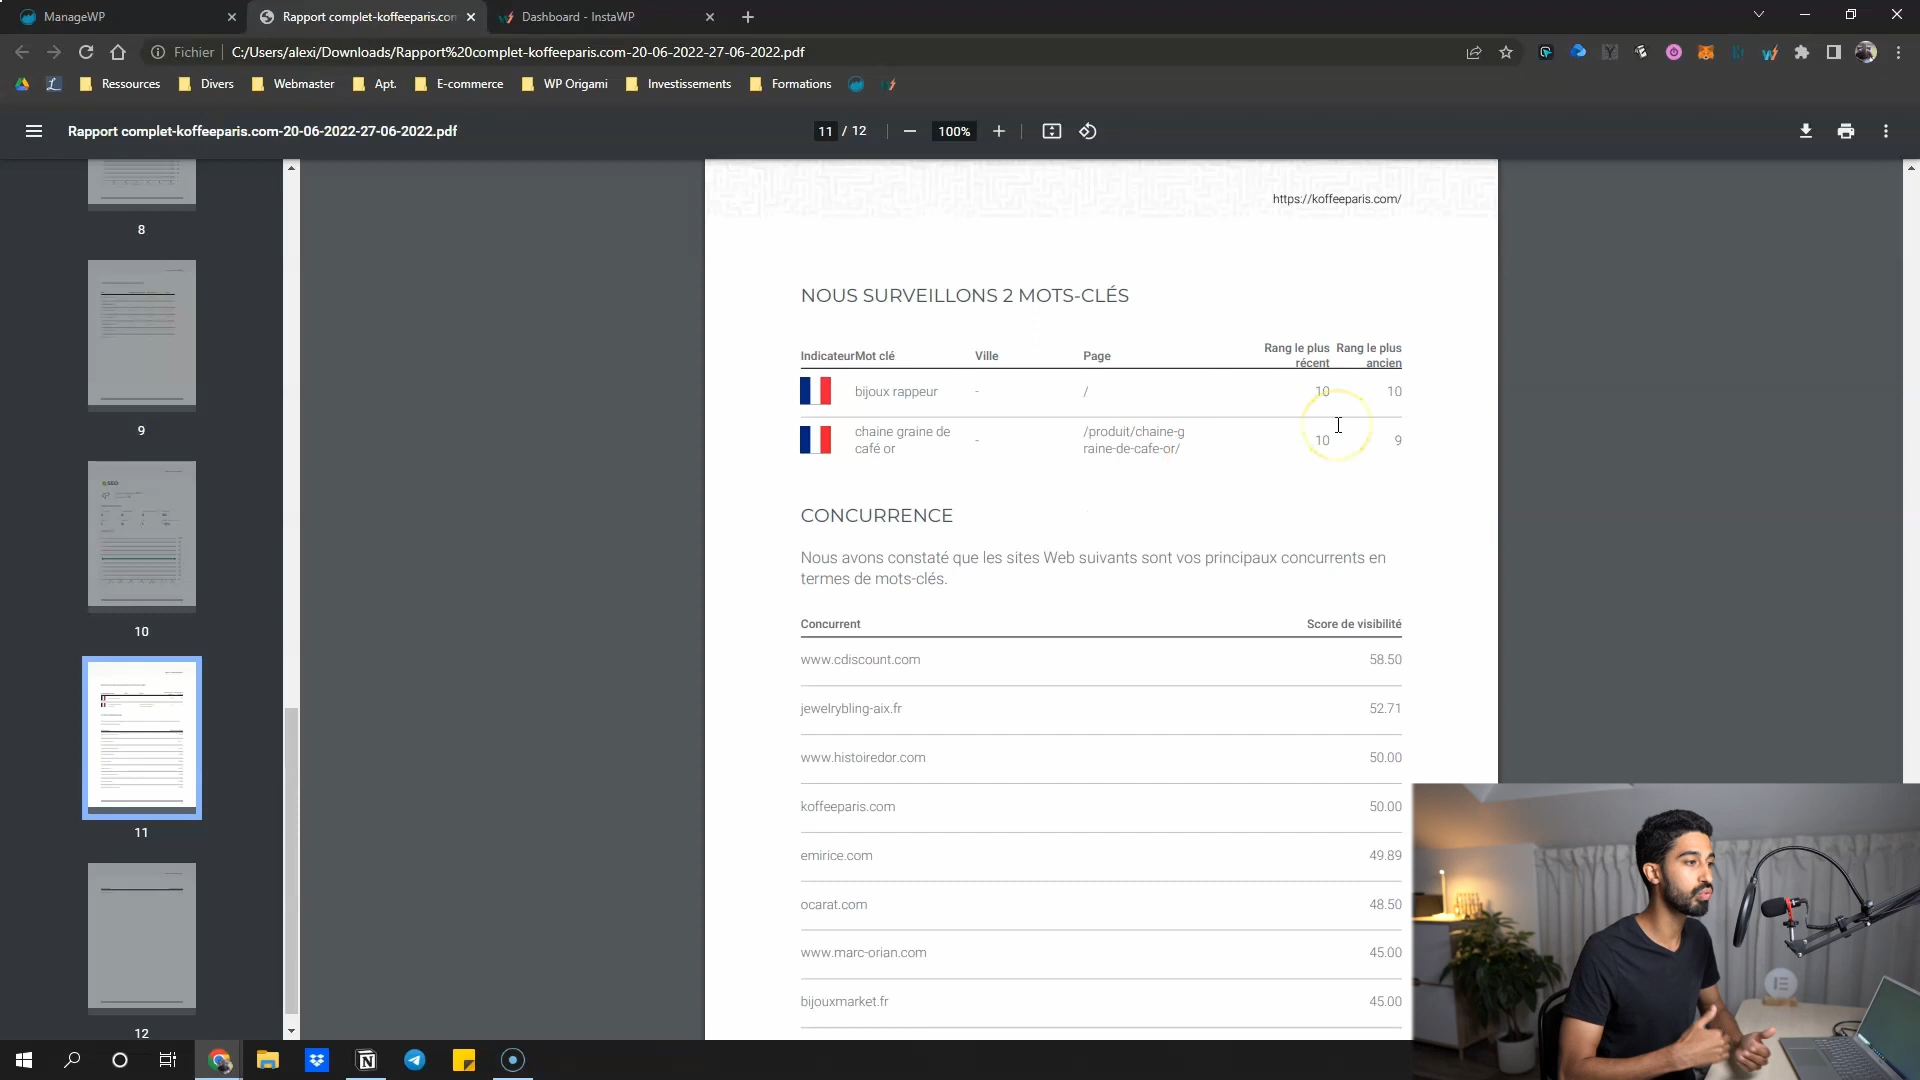 ManageWP
Rapport complet-koffeeparis.com
Dashboard - InstaWP
Fichier
C:/Users/alexi/Downloads/Rapport%20complet-koffeeparis.com-20-06-2022-27-06-2022.pdf
Ressources
Divers
Webmaster
Apt.
E-commerce
WP Origami
Investissements
Formations
Rapport complet-koffeeparis.com-20-06-2022-27-06-2022.pdf
11 / 12
100%
8
9
10
11
12
https://koffeeparis.com/
NOUS SURVEILLONS 2 MOTS-CLÉS
Indicateur Mot clé Ville Page Rang le plus récent Rang le plus ancien
bijoux rappeur - / 10 10
chaine graine de café or - /produit/chaine-graine-de-cafe-or/ 10 9
CONCURRENCE
Nous avons constaté que les sites Web suivants sont vos principaux concurrents en
termes de mots-clés.
Concurrent Score de visibilité
www.cdiscount.com 58.50
jewelrybling-aix.fr 52.71
www.histoiredor.com 50.00
koffeeparis.com 50.00
emirice.com 49.89
ocarat.com 48.50
www.marc-orian.com 45.00
bijouxmarket.fr 45.00